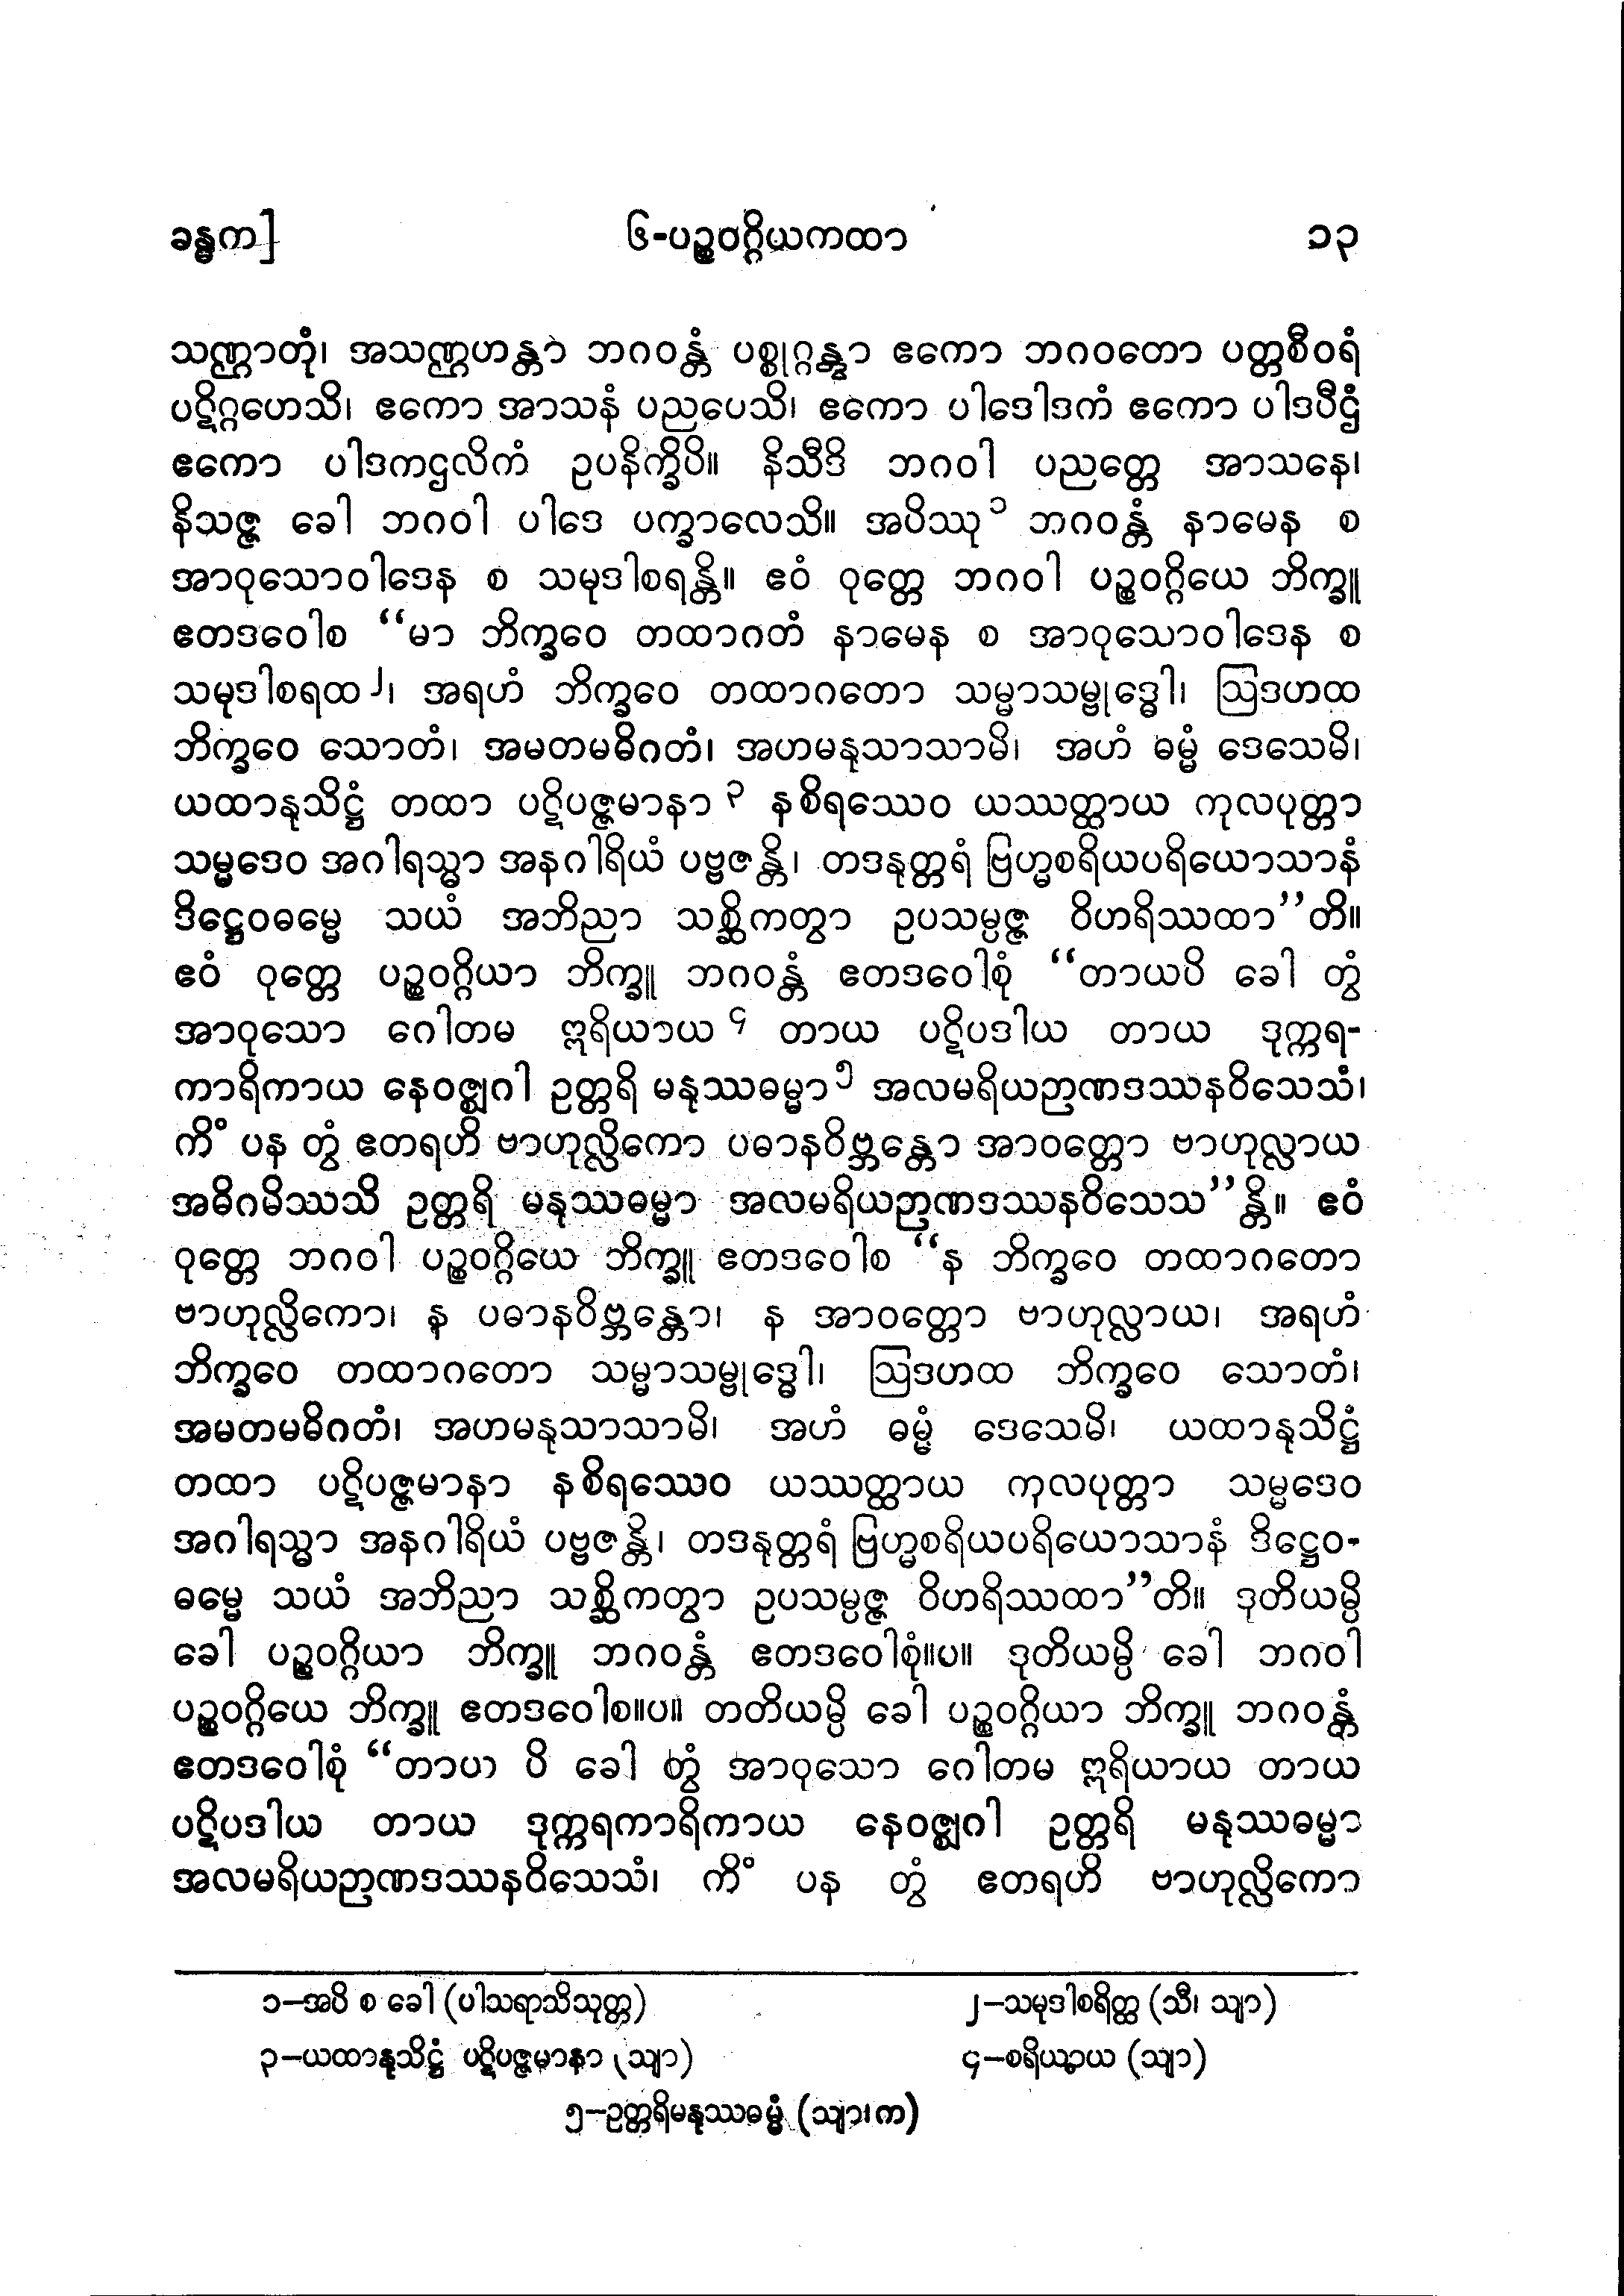 ခန္ဓက]
၆-ပဉ္စဝဂ္ဂိယကထာ
၁၃
သဏ္ဌာတုံ၊ အသဏ္ဌဟန္တာ ဘဂဝန္တံ ပစ္စုဂ္ဂန္တွာ ဧကော ဘဂဝတော ပတ္တစီဝရံ
ပဋိဂ္ဂဟေသိ၊ ဧကော အာသနံ ပညပေသိ၊ ဧကော ပါဒေါဒကံ ဧကော ပါဒပီဌံ
ဧကော ပါဒကဌလိကံ ဥပနိက္ခိပိ။ နိသီဒိ ဘဂဝါ ပညတ္တေ အာသနေ၊
နိသဇ္ဇ ခေါ ဘဂဝါ ပါဒေ ပက္ခာလေသိ။ အပိဿု ၁ ဘဂဝန္တံ နာမေန စ
အာဝုသောဝါဒေန စ သမုဒါစရန္တိ။ ဧဝံ ဝုတ္တေ ဘဂဝါ ပဉ္စဝဂ္ဂိယေ ဘိက္ခူ
ဧတဒဝေါစ “မာ ဘိက္ခဝေ တထာဂတံ နာမေန စ အာဝုသောဝါဒေန စ
သမုဒါစရထ ၂၊ အရဟံ ဘိက္ခဝေ တထာဂတော သမ္မာသမ္ဗုဒ္ဓေါ၊ ဩဒဟထ
ဘိက္ခဝေ သောတံ၊ အမတမဓိဂတံ၊ အဟမနုသာသာမိ၊ အဟံ ဓမ္မံ ဒေသေမိ၊
ယထာနုသိဋ္ဌံ တထာ ပဋိပဇ္ဇမာနာ ၃ နစိရဿေဝ ယဿတ္ထာယ ကုလပုတ္တာ
သမ္မဒေဝ အဂါရသ္မာ အနဂါရိယံ ပဗ္ဗဇန္တိ၊ တဒနုတ္တရံ ဗြဟ္မစရိယပရိယောသာနံ
ဒိဋ္ဌေဝဓမ္မေ သယံ အဘိညာ သစ္ဆိကတွာ ဥပသမ္ပဇ္ဇ ဝိဟရိဿထာ”တိ။
ဧဝံ ဝုတ္တေ ပဉ္စဝဂ္ဂိယာ ဘိက္ခူ ဘဂဝန္တံ ဧတဒဝေါစုံ “တာယပိ ခေါ တွံ
အာဝုသော ဂေါတမ ဣရိယာယ ၄ တာယ ပဋိပဒါယ တာယ ဒုက္ကရ-
ကာရိကာယ နေဝဇ္ဈဂါ ဥတ္တရိ မနုဿဓမ္မာ ၅ အလမရိယဉာဏဒဿနဝိသေသံ၊
ကိံ ပန တွံ ဧတရဟိ ဗာဟုလ္လိကော ပဓာနဝိဗ္ဘန္တော အာဝတ္တော ဗာဟုလ္လာယ
အဓိဂမိဿသိ ဥတ္တရိ မနုဿဓမ္မာ အလမရိယဉာဏဒဿနဝိသေသ”န္တိ။ ဧဝံ
ဝုတ္တေ ဘဂဝါ ပဉ္စဝဂ္ဂိယေ ဘိက္ခူ ဧတဒဝေါစ “န ဘိက္ခဝေ တထာဂတော
ဗာဟုလ္လိကော၊ န ပဓာနဝိဗ္ဘန္တော၊ န အာဝတ္တော ဗာဟုလ္လာယ၊ အရဟံ
ဘိက္ခဝေ တထာဂတော သမ္မာသမ္ဗုဒ္ဓေါ၊ ဩဒဟထ ဘိက္ခဝေ သောတံ၊
အမတမဓိဂတံ၊ အဟမနုသာသာမိ၊ အဟံ ဓမ္မံ ဒေသေမိ၊ ယထာနုသိဋ္ဌံ
တထာ ပဋိပဇ္ဇမာနာ နစိရဿေဝ ယဿတ္ထာယ ကုလပုတ္တာ သမ္မဒေဝ
အဂါရသ္မာ အနဂါရိယံ ပဗ္ဗဇန္တိ၊ တဒနုတ္တရံ ဗြဟ္မစရိယပရိယောသာနံ ဒိဋ္ဌေဝ-
ဓမ္မေ သယံ အဘိညာ သစ္ဆိကတွာ ဥပသမ္ပဇ္ဇ ဝိဟရိဿထာ”တိ။ ဒုတိယမ္ပိ
ခေါ ပဉ္စဝဂ္ဂိယာ ဘိက္ခူ ဘဂဝန္တံ ဧတဒဝေါစုံ။ပ။ ဒုတိယမ္ပိ ခေါ ဘဂဝါ
ပဉ္စဝဂ္ဂိယေ ဘိက္ခူ ဧတဒဝေါစ။ပ။ တတိယမ္ပိ ခေါ ပဉ္စဝဂ္ဂိယာ ဘိက္ခူ ဘဂဝန္တံ
ဧတဒဝေါစုံ “တာယ ပိ ခေါ တွံ အာဝုသော ဂေါတမ ဣရိယာယ တာယ
ပဋိပဒါယ တာယ ဒုက္ကရကာရိကာယ နေဝဇ္ဈဂါ ဥတ္တရိ မနုဿဓမ္မာ
အလမရိယဉာဏဒဿနဝိသေသံ၊ ကိံ ပန တွံ ဧတရဟိ ဗာဟုလ္လိကော
၁–အပိ စ ခေါ (ပါသရာသိသုတ္တ)
၂–သမုဒါစရိတ္ထ (သီ၊ သျာ)
၃–ယထာနုသိဋ္ဌံ ပဋိပဇ္ဇမာနာ (သျာ)
၄–စရိယာယ (သျာ)
၅–ဥတ္တရိမနုဿဓမ္မံ (သျာ၊က)